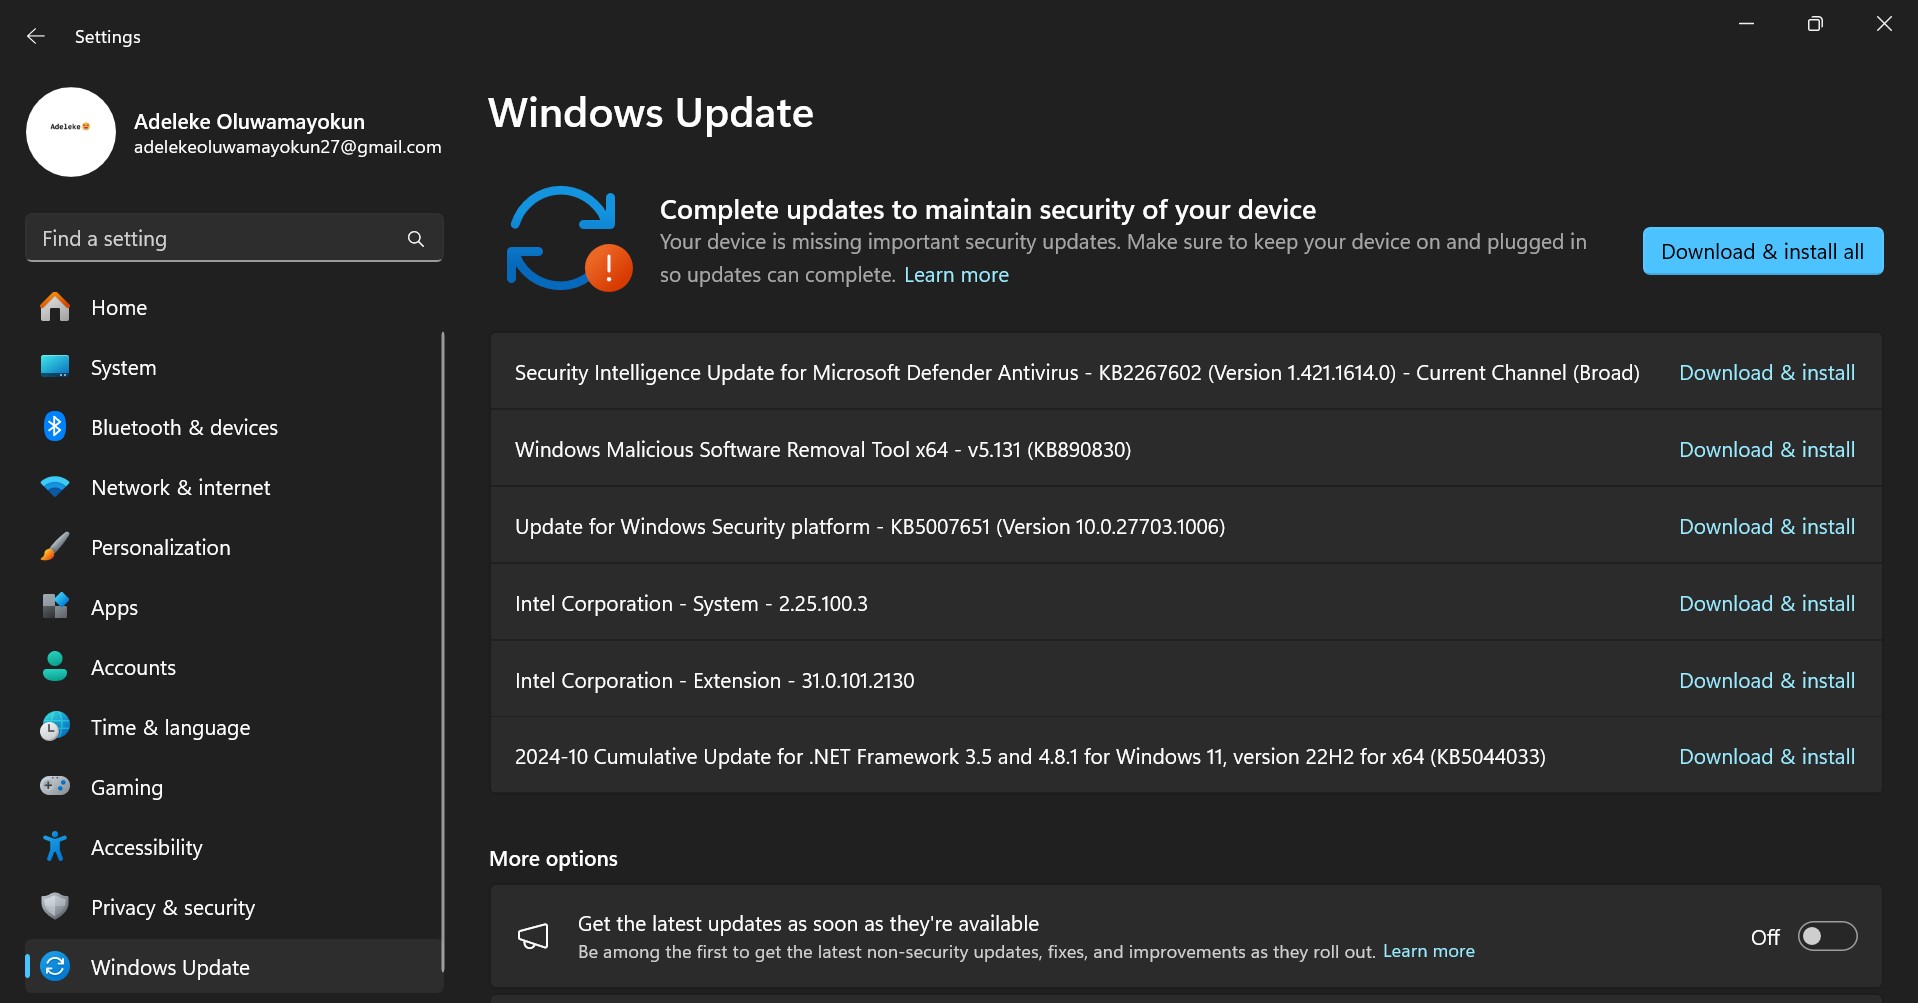 Settings
Adeleke
Adeleke Oluwamayokun
adelekeoluwamayokun27@gmail.com
Find a setting
Home
System
Bluetooth & devices
Network & internet
Personalization
Apps
Accounts
Time & language
Gaming
Accessibility
Privacy & security
Windows Update
Windows Update
Complete updates to maintain security of your device
Your device is missing important security updates. Make sure to keep your device on and plugged in
so updates can complete. Learn more
Download & install all
Security Intelligence Update for Microsoft Defender Antivirus - KB2267602 (Version 1.421.1614.0) - Current Channel (Broad) Download & install
Windows Malicious Software Removal Tool x64 - v5.131 (KB890830) Download & install
Update for Windows Security platform - KB5007651 (Version 10.0.27703.1006) Download & install
Intel Corporation - System - 2.25.100.3 Download & install
Intel Corporation - Extension - 31.0.101.2130 Download & install
2024-10 Cumulative Update for .NET Framework 3.5 and 4.8.1 for Windows 11, version 22H2 for x64 (KB5044033) Download & install
More options
Get the latest updates as soon as they're available
Be among the first to get the latest non-security updates, fixes, and improvements as they roll out. Learn more
Off